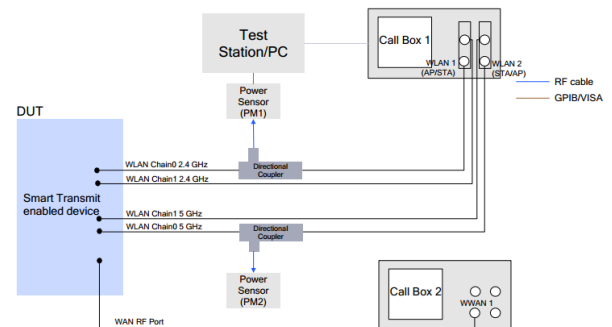 Test
Station/PC
Call Box 1
WLAN 1
(AP/STA)
WLAN 2
(STA/AP)
RF cable
GPIB/VISA
Power
Sensor
(PM1)
DUT
WLAN Chain0 2.4 GHz
Directional
Coupler
WLAN Chain1 2.4 GHz
Smart Transmit
enabled device
WLAN Chain1 5 GHz
WLAN Chain0 5 GHz
Directional
Coupler
Power
Sensor
(PM2)
Call Box 2
WWAN 1
WAN RF Port